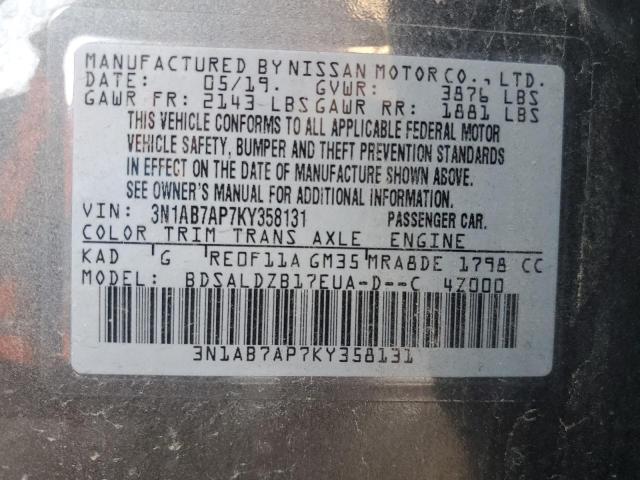 MANUFACTURED BY NISSAN MOTOR CO., LTD.
DATE: 05/19. GVWR: 3876 LBS
GAWR FR: 2143 LBS GAWR RR: 1881 LBS
THIS VEHICLE CONFORMS TO ALL APPLICABLE FEDERAL MOTOR
VEHICLE SAFETY, BUMPER AND THEFT PREVENTION STANDARDS
IN EFFECT ON THE DATE OF MANUFACTURE SHOWN ABOVE.
SEE OWNER'S MANUAL FOR ADDITIONAL INFORMATION.
VIN: 3N1AB7AP7KY358131 PASSENGER CAR.
COLOR TRIM TRANS AXLE ENGINE
KAD G RE0F11A GM35 MRA8DE 1798 CC
MODEL: BDSALDZB17EUA-D--C 4Z000
3N1AB7AP7KY358131